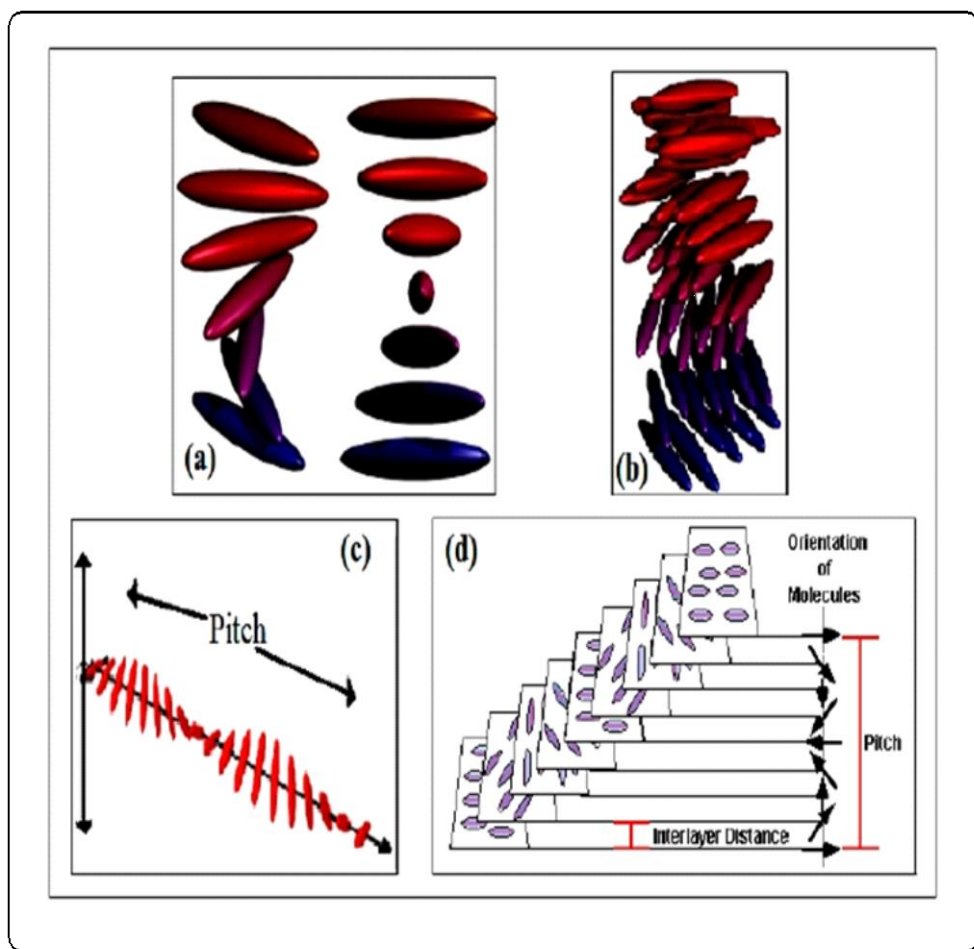 (a)
(b)
(c)
Pitch
(d)
Orientation
of
Molecules
Pitch
Interlayer Distance